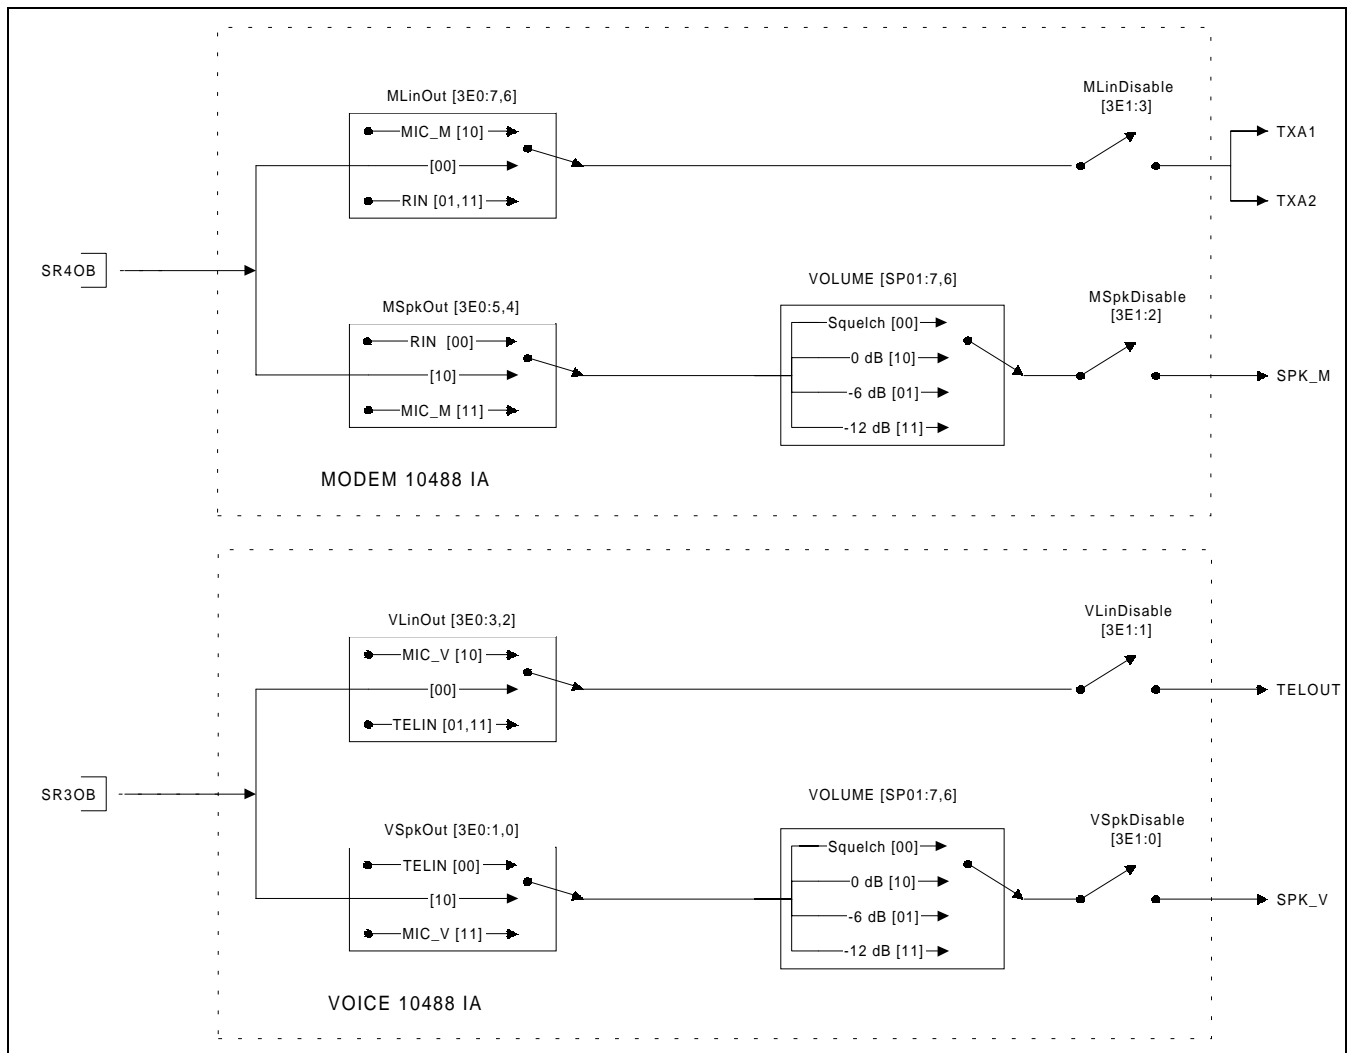 MLinOut [3E0:7,6]
MIC_M [10]
[00]
RIN [01,11]
MLinDisable
[3E1:3]
TXA1
TXA2
SR4OB
MSpkOut [3E0:5,4]
RIN [00]
[10]
MIC_M [11]
VOLUME [SP01:7,6]
Squelch [00]
0 dB [10]
-6 dB [01]
-12 dB [11]
MSpkDisable
[3E1:2]
SPK_M
MODEM 10488 IA
VLinOut [3E0:3,2]
MIC_V [10]
[00]
TELIN [01,11]
VLinDisable
[3E1:1]
TELOUT
SR3OB
VSpkOut [3E0:1,0]
TELIN [00]
[10]
MIC_V [11]
VOLUME [SP01:7,6]
Squelch [00]
0 dB [10]
-6 dB [01]
-12 dB [11]
VSpkDisable
[3E1:0]
SPK_V
VOICE 10488 IA